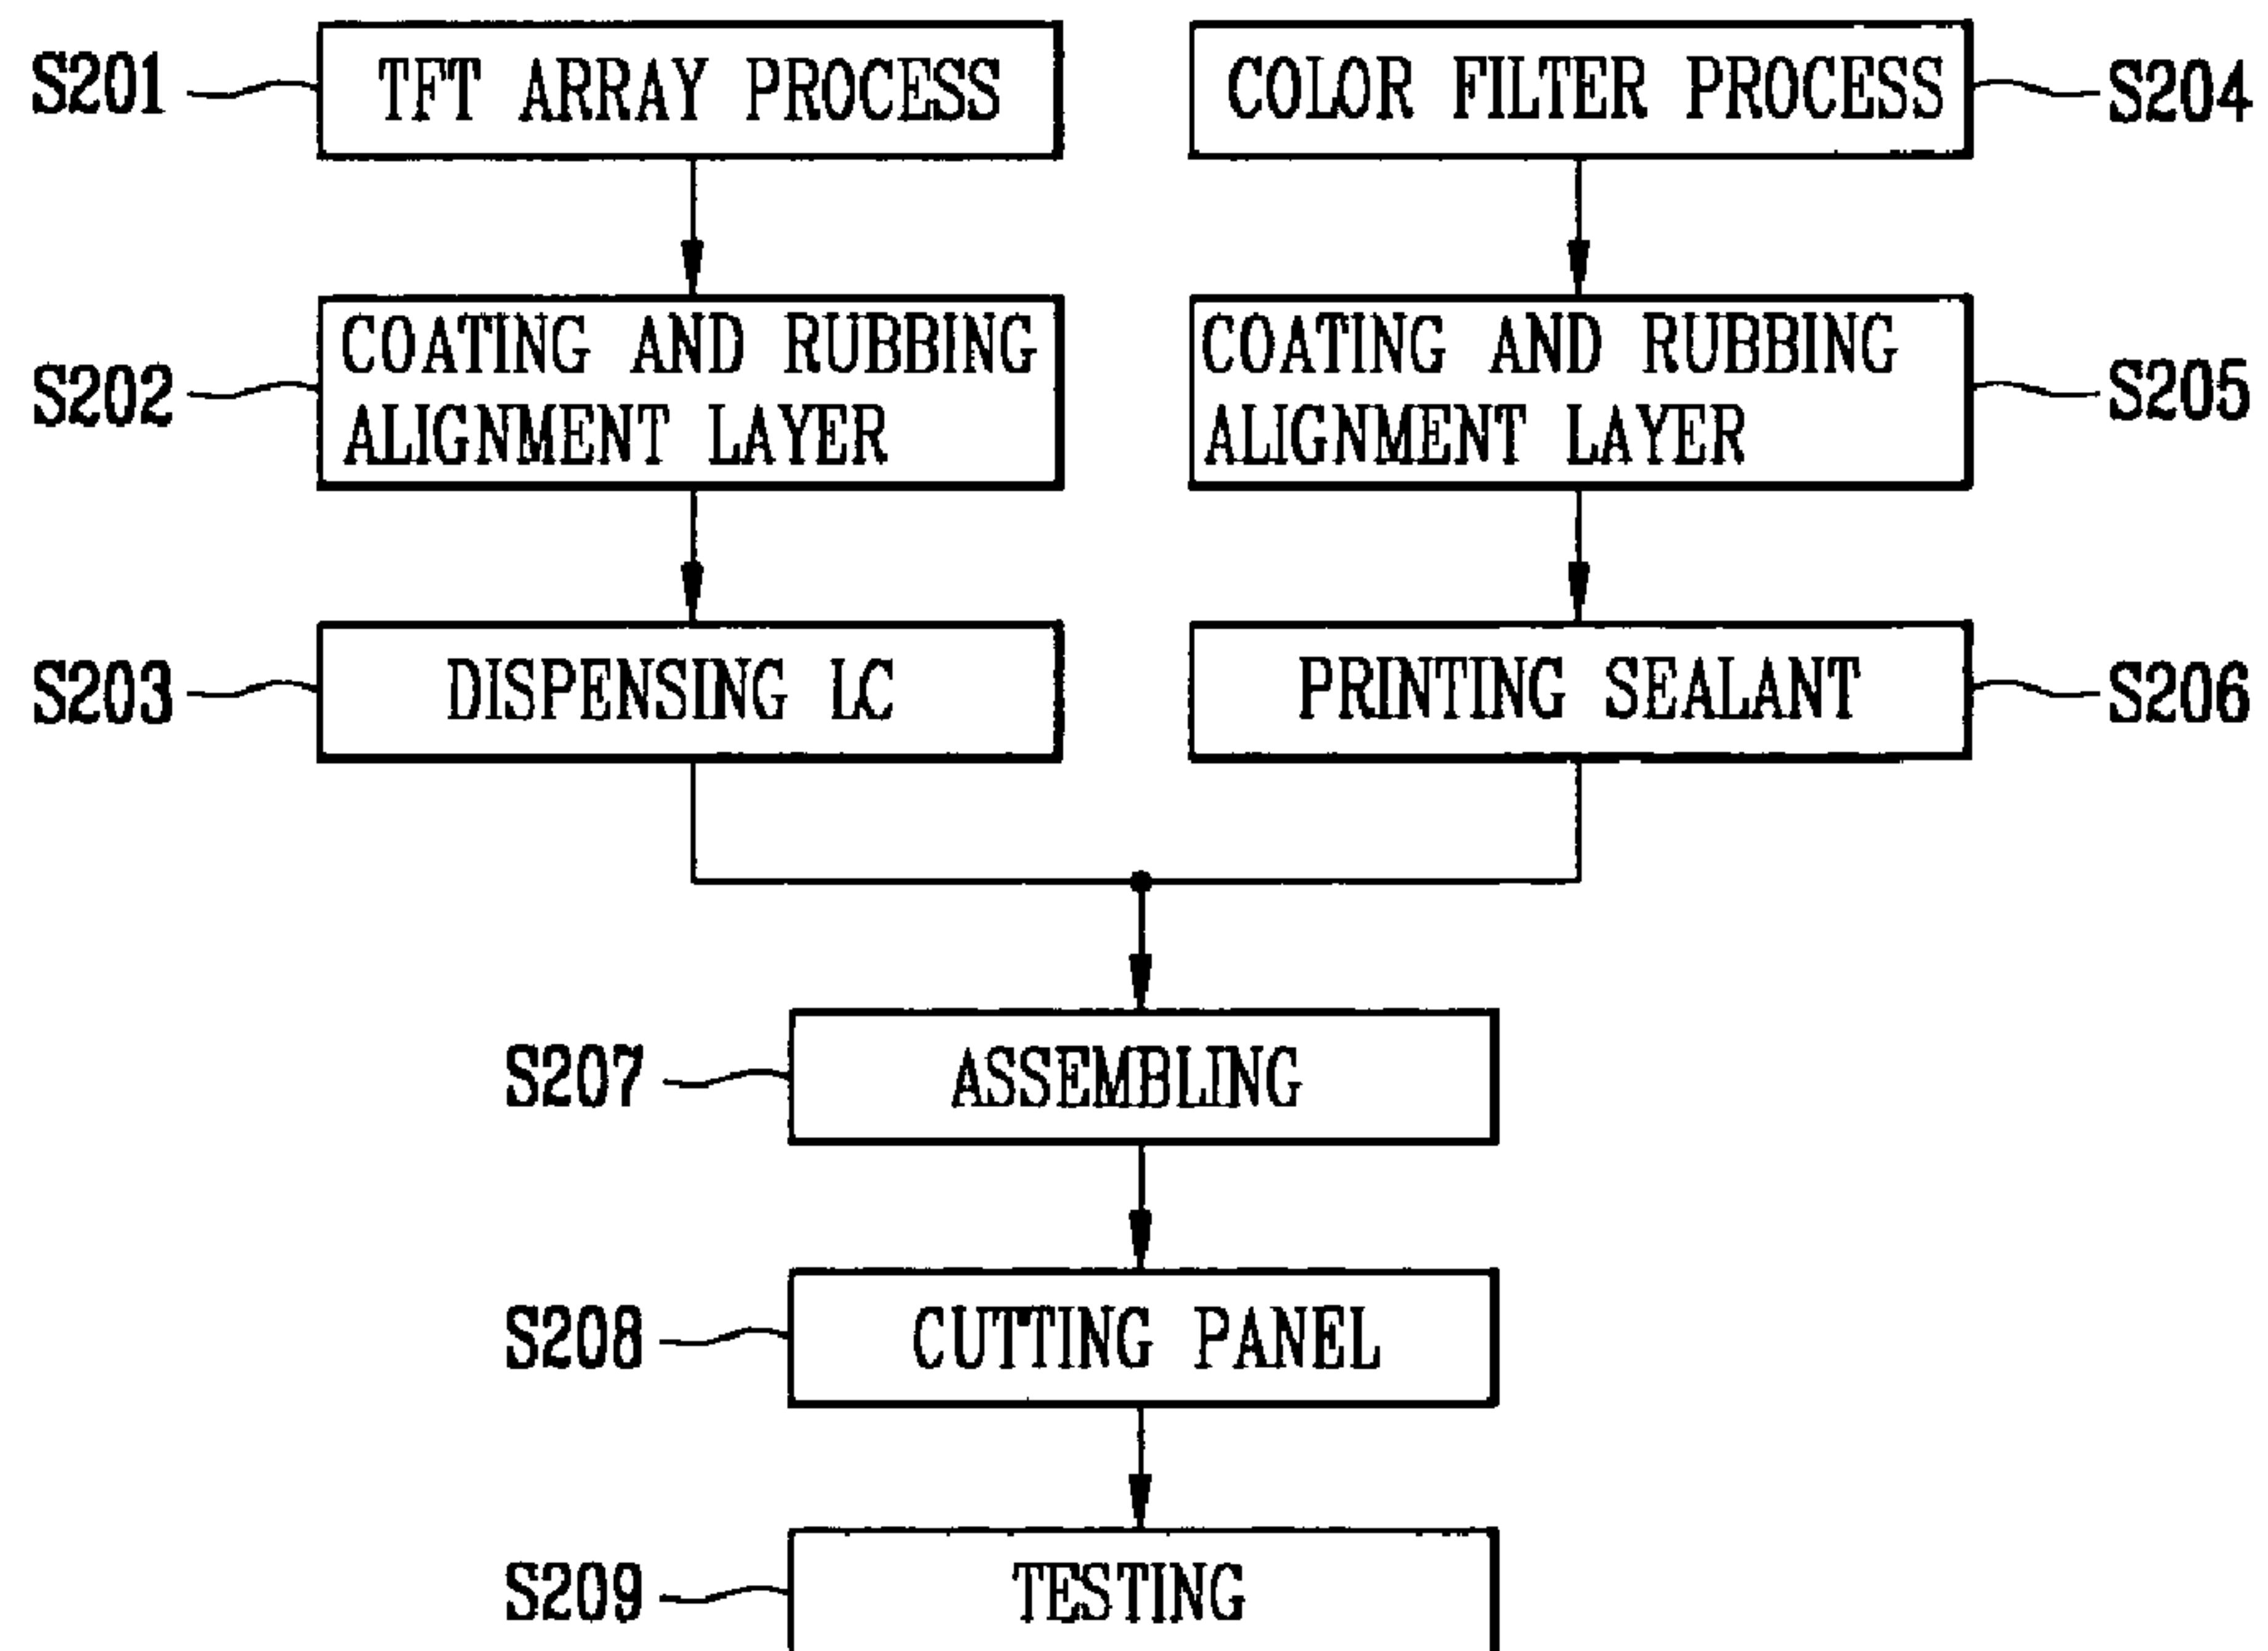 S201
TFT ARRAY PROCESS
COLOR FILTER PROCESS
S204
S202
COATING AND RUBBING
ALIGNMENT LAYER
COATING AND RUBBING
ALIGNMENT LAYER
S205
S203
DISPENSING LC
PRINTING SEALANT
S206
S207
ASSEMBLING
S208
CUTTING PANEL
S209
TESTING